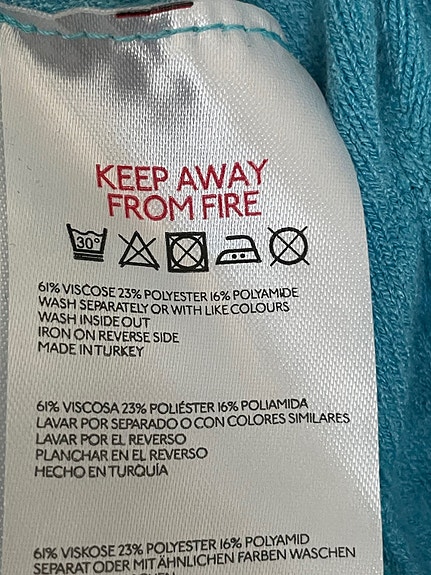 KEEP AWAY
FROM FIRE
30°
61% VISCOSE 23% POLYESTER 16% POLYAMIDE
WASH SEPARATELY OR WITH LIKE COLOURS
WASH INSIDE OUT
IRON ON REVERSE SIDE
MADE IN TURKEY
61% VISCOSA 23% POLIÉSTER 16% POLIAMIDA
LAVAR POR SEPARADO O CON COLORES SIMILARES
LAVAR POR EL REVERSO
PLANCHAR EN EL REVERSO
HECHO EN TURQUÍA
61% VISKOSE 23% POLYESTER 16% POLYAMID
SEPARAT ODER MIT ÄHNLICHEN FARBEN WASCHEN